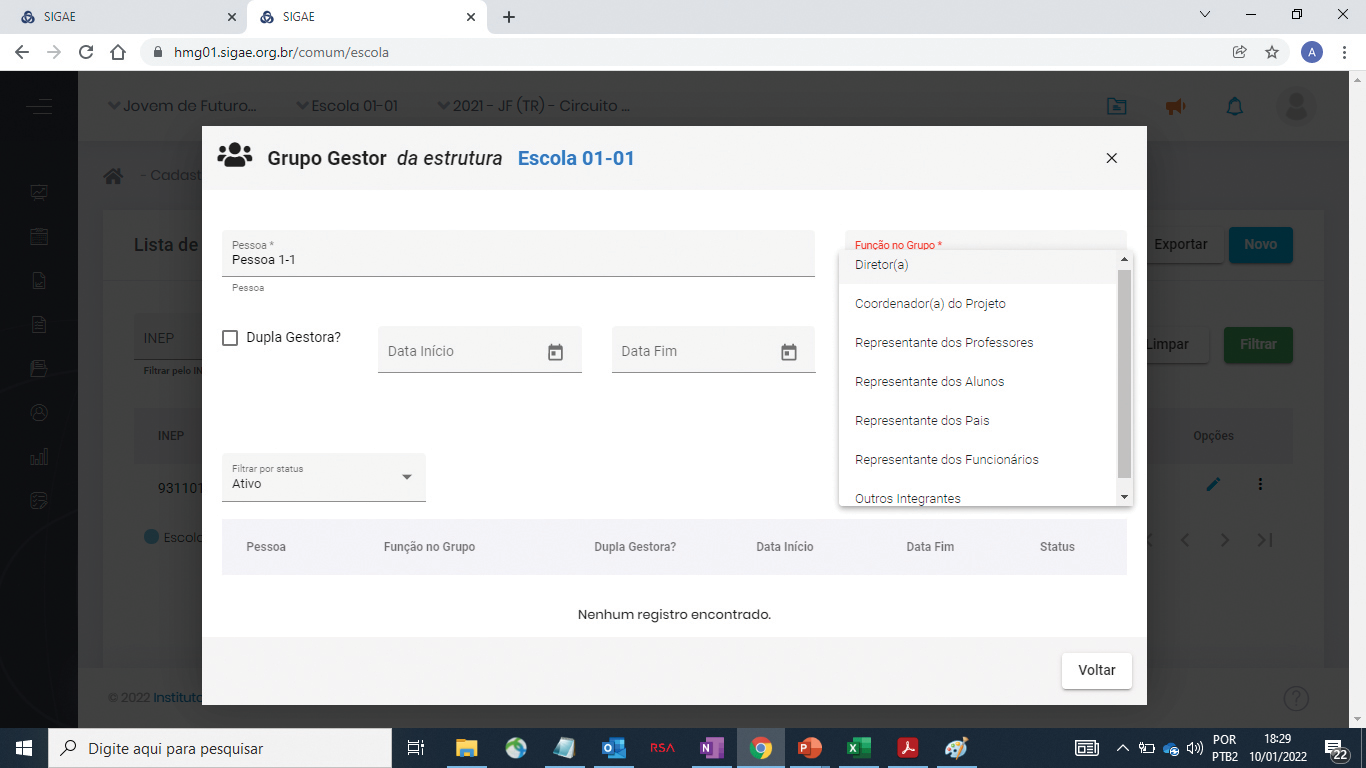 SIGAE
SIGAE
hmg01.sigae.org.br/comum/escola
A
Jovem de Futuro...
Escola 01-01
2021 - JF (TR) - Circuito ...
Grupo Gestor da estrutura Escola 01-01
- Cadast
Lista de
Exportar
Novo
Pessoa *
Pessoa 1-1
Pessoa
Função no Grupo *
Diretor(a)
Coordenador(a) do Projeto
Representante dos Professores
Representante dos Alunos
Representante dos Pais
Representante dos Funcionários
Outros Integrantes
INEP
Filtrar pelo IN
Dupla Gestora?
Data Início
Data Fim
Limpar
Filtrar
INEP
Opções
Filtrar por status
Ativo
931101
Escola
Pessoa
Função no Grupo
Dupla Gestora?
Data Início
Data Fim
Status
Nenhum registro encontrado.
Voltar
© 2022 Instituto
?
Digite aqui para pesquisar
RSA
POR
PTB2
18:29
10/01/2022
22